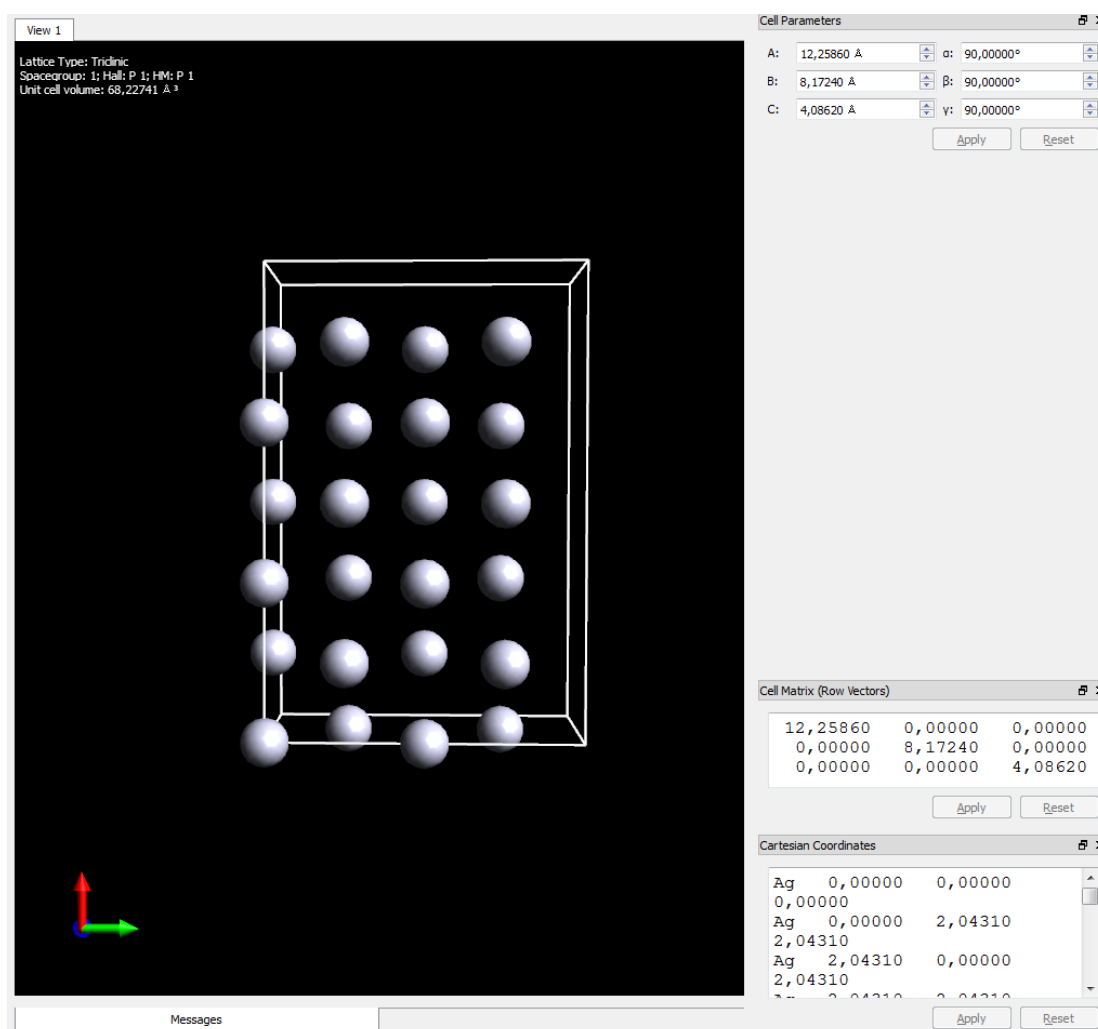 View 1
Lattice Type: Triclinic
Spacegroup: 1; Hall: P 1; HM: P 1
Unit cell volume: 68,22741 Å ³
Cell Parameters
A: 12,25860 Å α: 90,00000°
B: 8,17240 Å β: 90,00000°
C: 4,08620 Å γ: 90,00000°
Apply Reset
Cell Matrix (Row Vectors)
12,25860 0,00000 0,00000
0,00000 8,17240 0,00000
0,00000 0,00000 4,08620
Apply Reset
Cartesian Coordinates
Ag 0,00000 0,00000
0,00000
Ag 0,00000 2,04310
2,04310
Ag 2,04310 0,00000
2,04310
Apply Reset
Messages